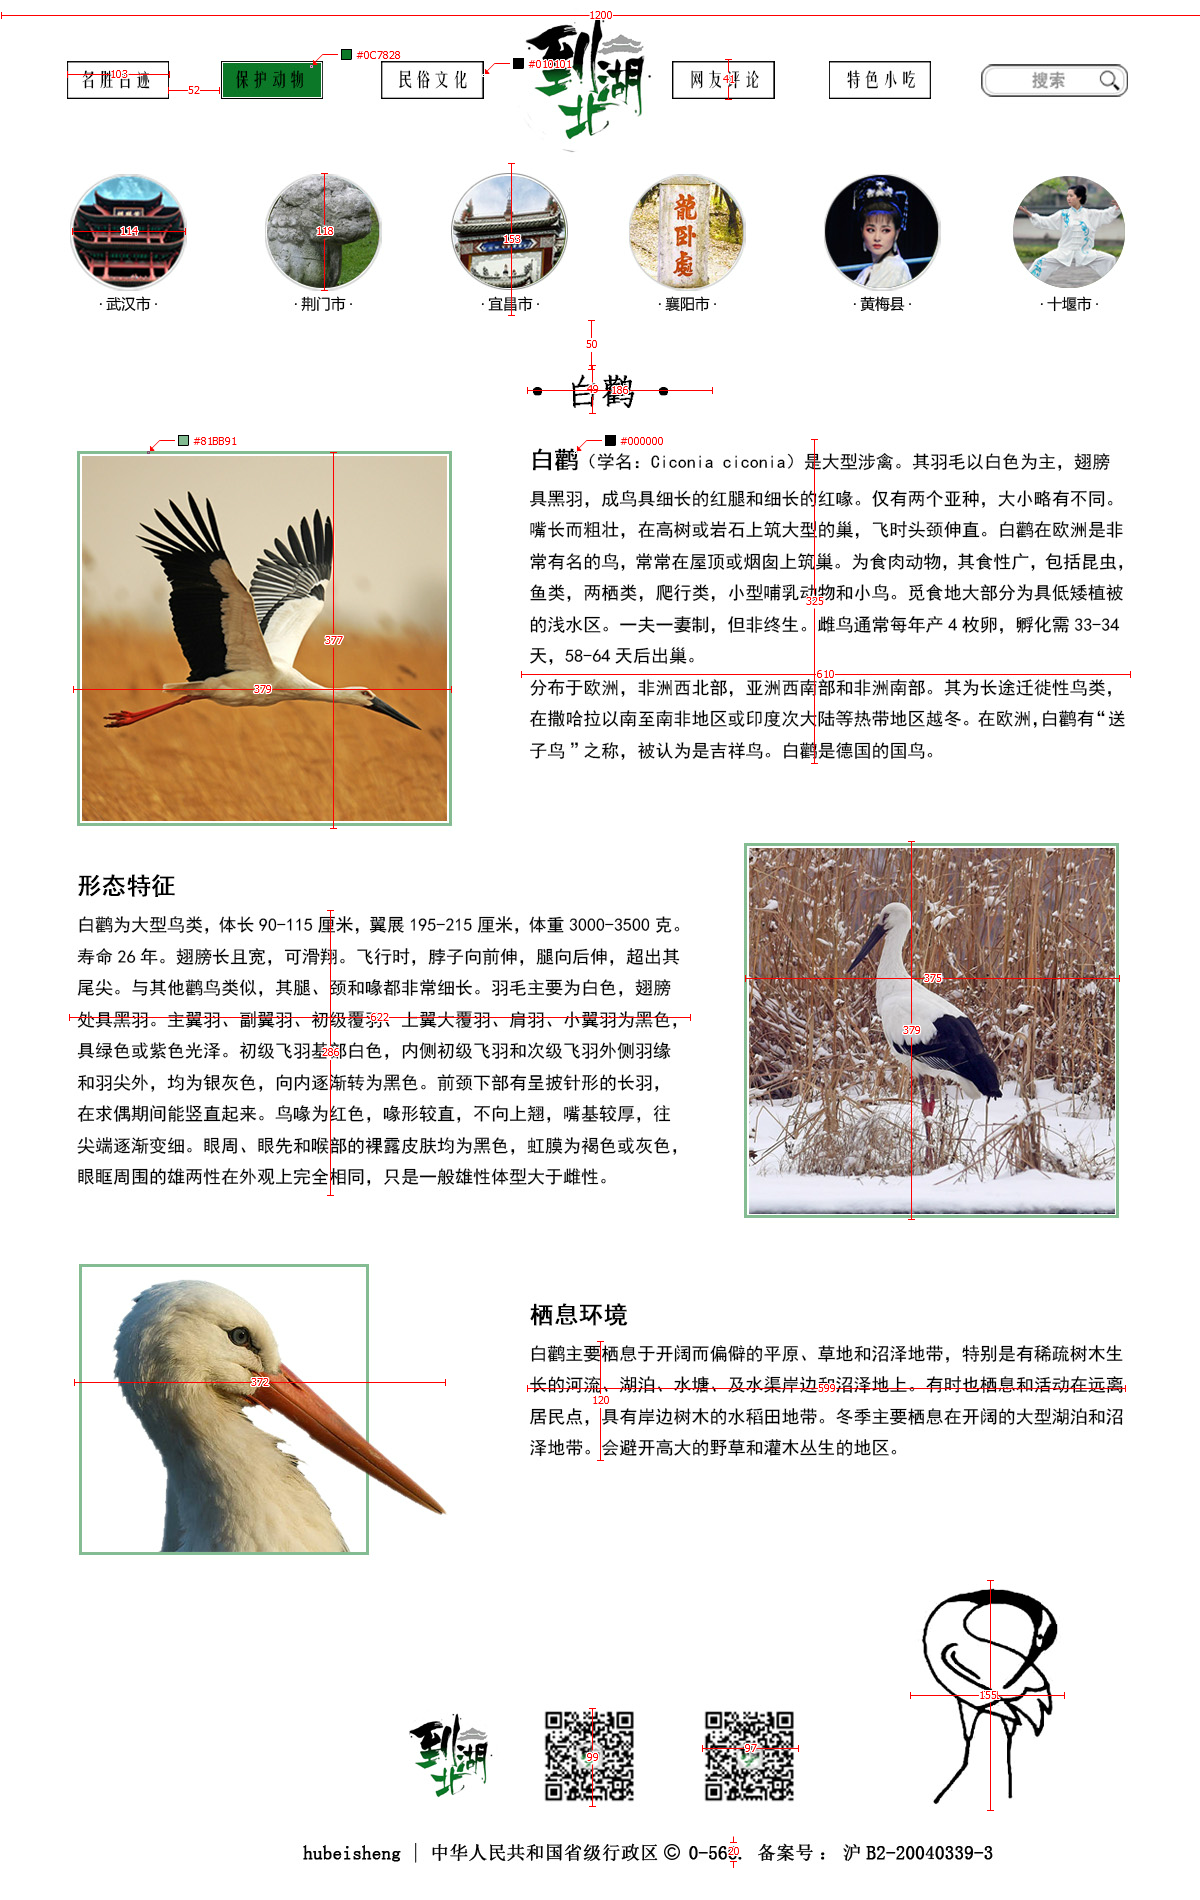 1200
名胜古迹
103
52
保护动物
#0C7828
民俗文化
#010101
到湖北
网友评论
41
特色小吃
搜索
114
118
153
龍卧處
·武汉市·
·荆门市·
·宜昌市·
·襄阳市·
·黄梅县·
·十堰市·
50
• 白鹳 •
49
186
#81BB91
#000000
白鹳（学名：Ciconia ciconia）是大型涉禽。其羽毛以白色为主，翅膀
具黑羽，成鸟具细长的红腿和细长的红喙。仅有两个亚种，大小略有不同。
嘴长而粗壮，在高树或岩石上筑大型的巢，飞时头颈伸直。白鹳在欧洲是非
常有名的鸟，常常在屋顶或烟囱上筑巢。为食肉动物，其食性广，包括昆虫，
鱼类，两栖类，爬行类，小型哺乳动物和小鸟。觅食地大部分为具低矮植被
325
的浅水区。一夫一妻制，但非终生。雌鸟通常每年产 4 枚卵，孵化需 33-34
天，58-64 天后出巢。
610
分布于欧洲，非洲西北部，亚洲西南部和非洲南部。其为长途迁徙性鸟类，
在撒哈拉以南至南非地区或印度次大陆等热带地区越冬。在欧洲,白鹳有“送
子鸟”之称，被认为是吉祥鸟。白鹳是德国的国鸟。
377
379
形态特征
白鹳为大型鸟类，体长 90-115 厘米，翼展 195-215 厘米，体重 3000-3500 克。
寿命 26 年。翅膀长且宽，可滑翔。飞行时，脖子向前伸，腿向后伸，超出其
尾尖。与其他鹳鸟类似，其腿、颈和喙都非常细长。羽毛主要为白色，翅膀
处具黑羽。主翼羽、副翼羽、初级覆羽、上翼大覆羽、肩羽、小翼羽为黑色，
622
具绿色或紫色光泽。初级飞羽基部白色，内侧初级飞羽和次级飞羽外侧羽缘
286
和羽尖外，均为银灰色，向内逐渐转为黑色。前颈下部有呈披针形的长羽，
在求偶期间能竖直起来。鸟喙为红色，喙形较直，不向上翘，嘴基较厚，往
尖端逐渐变细。眼周、眼先和喉部的裸露皮肤均为黑色，虹膜为褐色或灰色，
眼眶周围的雄两性在外观上完全相同，只是一般雄性体型大于雌性。
375
379
372
栖息环境
白鹳主要栖息于开阔而偏僻的平原、草地和沼泽地带，特别是有稀疏树木生
长的河流、湖泊、水塘、及水渠岸边和沼泽地上。有时也栖息和活动在远离
599
120
居民点，具有岸边树木的水稻田地带。冬季主要栖息在开阔的大型湖泊和沼
泽地带。会避开高大的野草和灌木丛生的地区。
155
到湖北
99
97
hubeisheng | 中华人民共和国省级行政区 © 0-56 备案号： 沪 B2-20040339-3
20